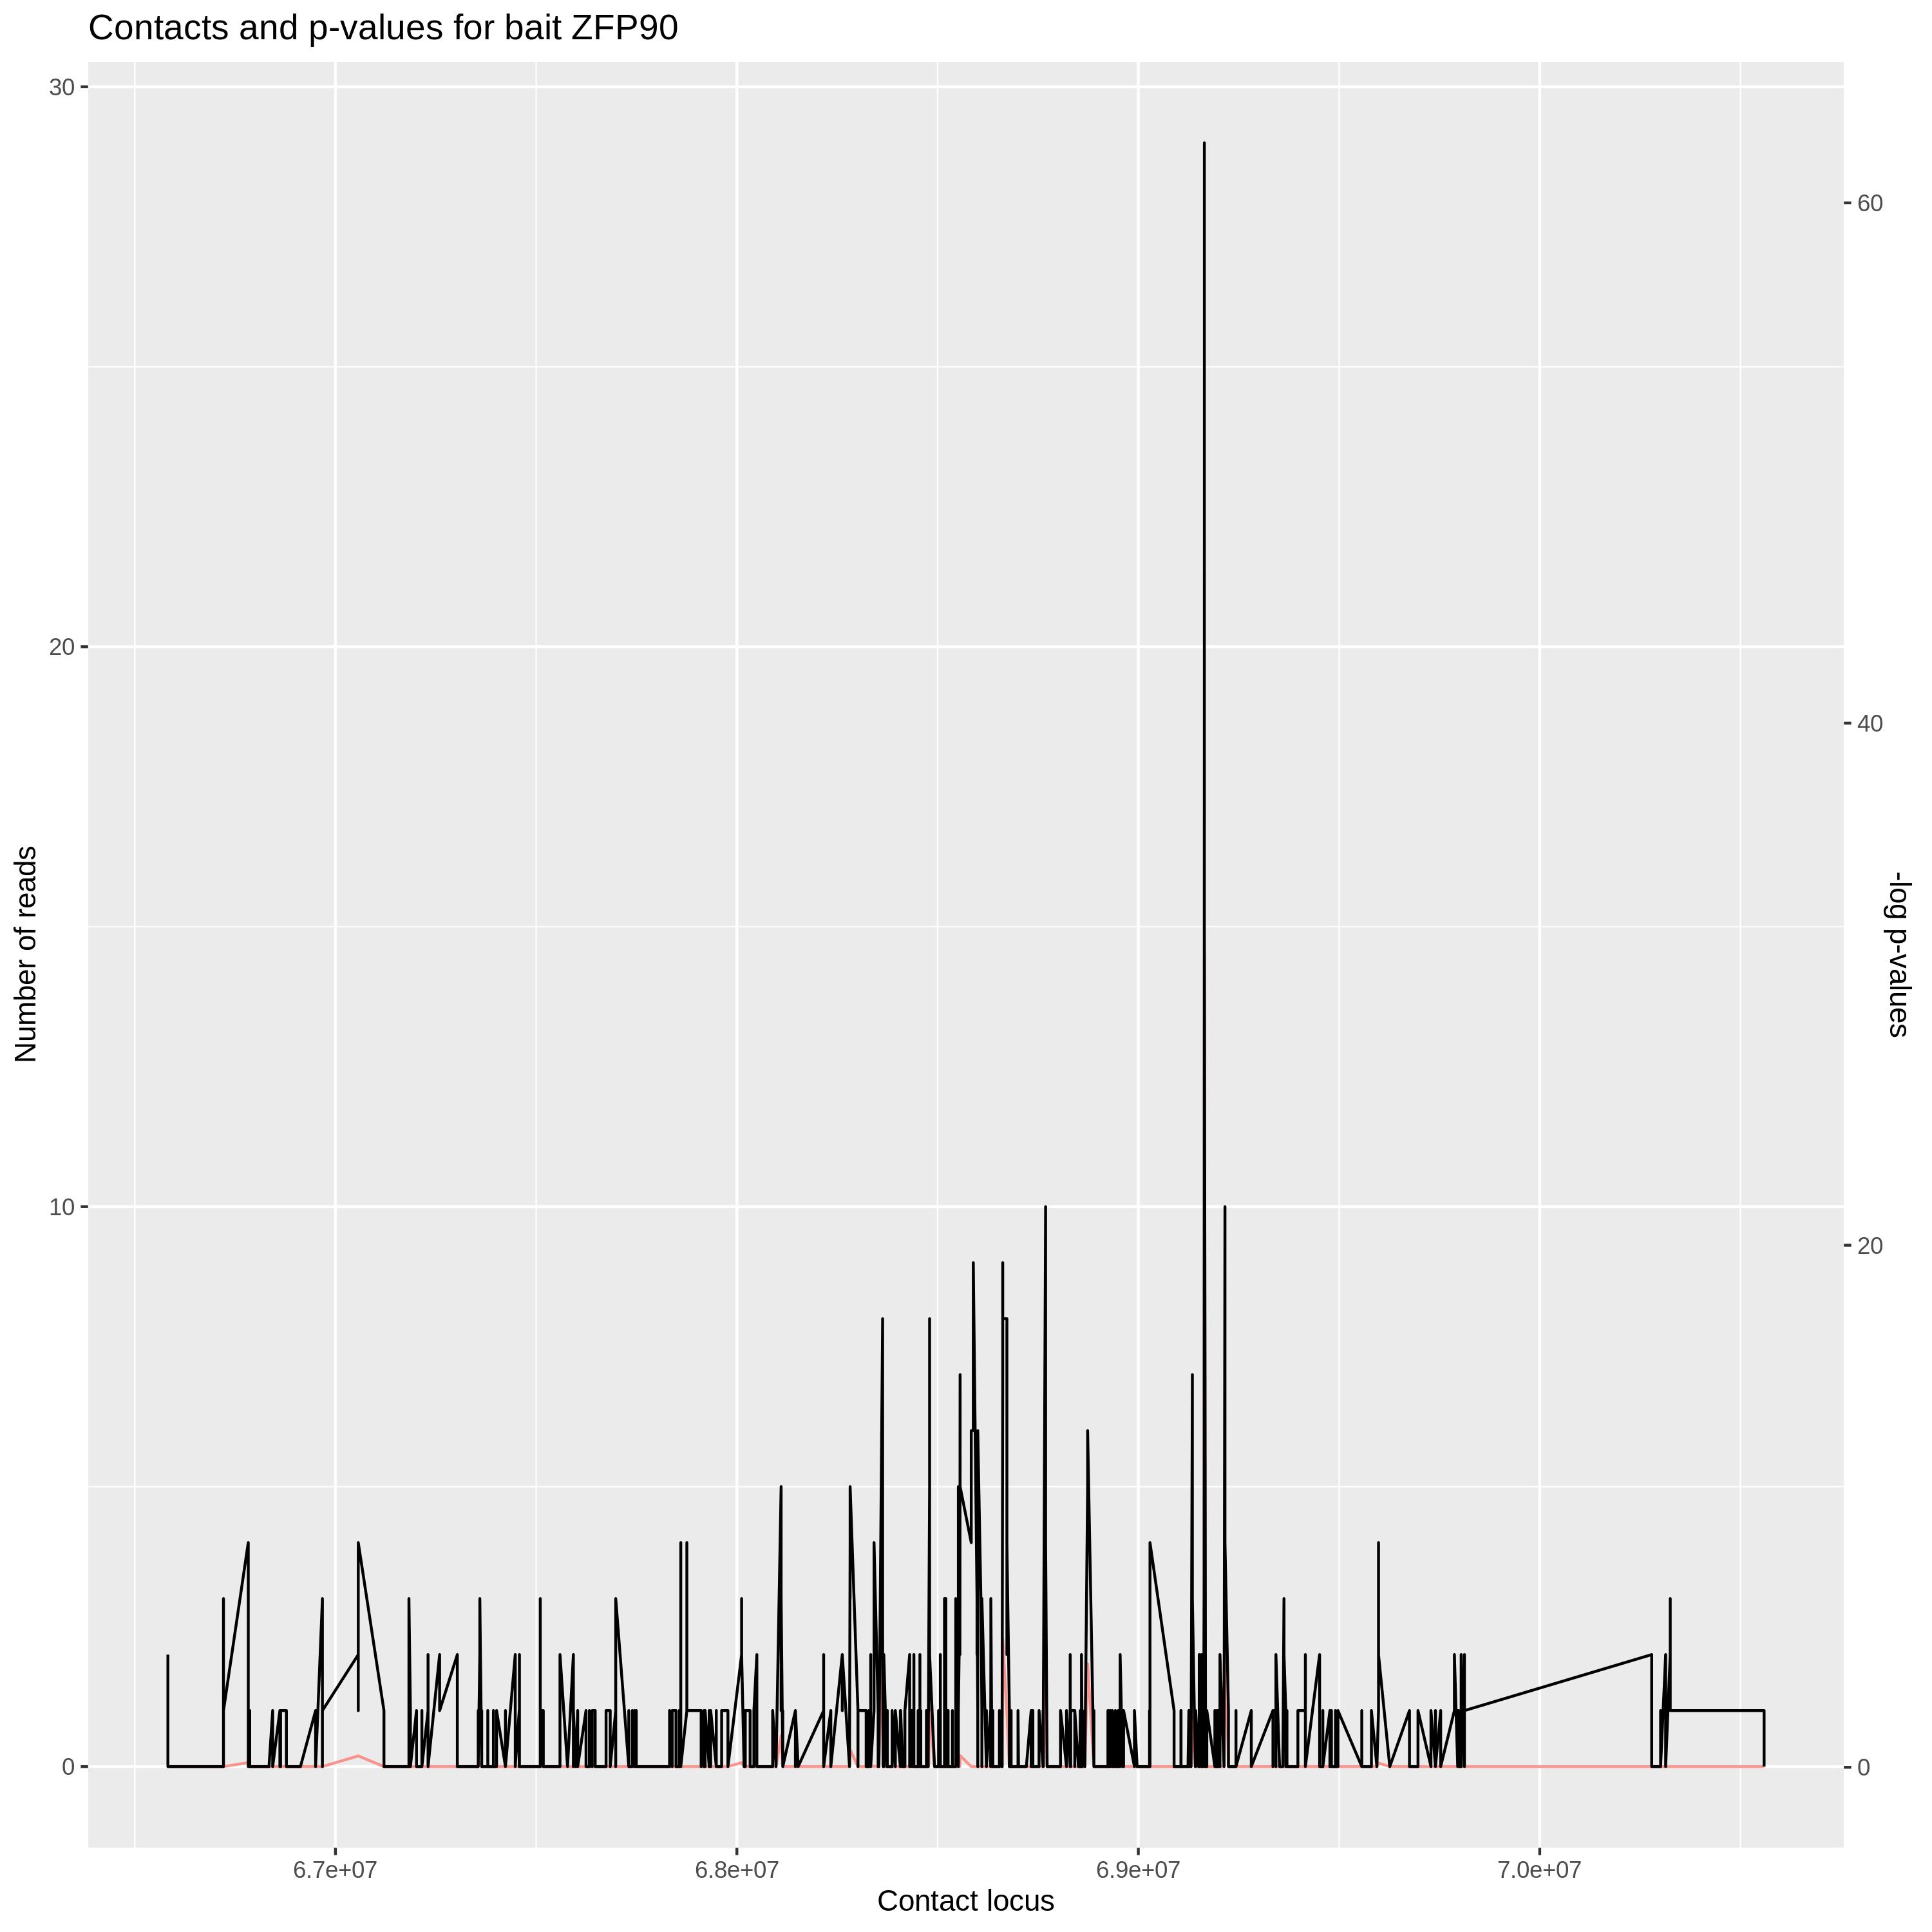 Contacts and p-values for bait ZFP90
30
20
10
0
Number of reads
60
40
20
0
-log p-values
6.7e+07
6.8e+07
6.9e+07
7.0e+07
Contact locus